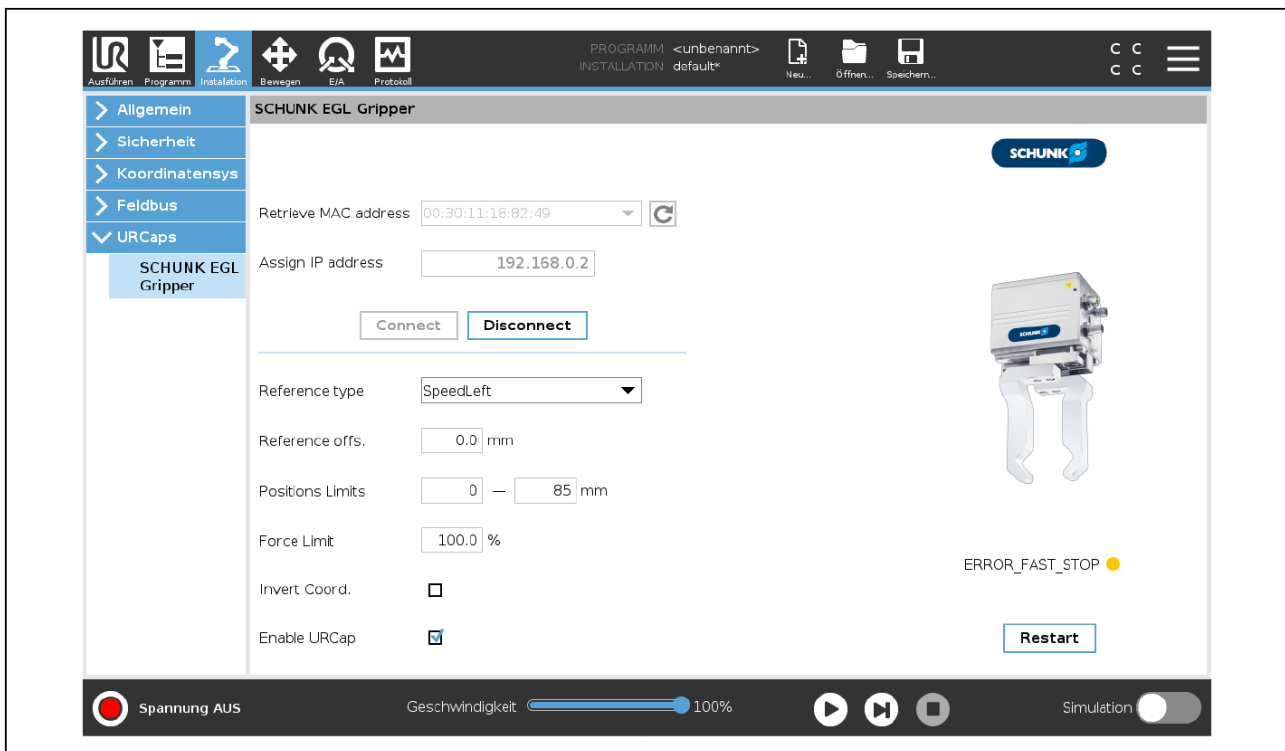 PROGRAMM <unbenannt>
INSTALLATION default*
C C
C C
Ausführen Programm Instalation Bewegen E/A Protokoll Neu... Öffnen... Speichern...
Allgemein
Sicherheit
Koordinatensys
Feldbus
URCaps
SCHUNK EGL
Gripper
SCHUNK EGL Gripper
SCHUNK
Retrieve MAC address 00:30:11:18:82:49
Assign IP address 192.168.0.2
Connect Disconnect
Reference type SpeedLeft
Reference offs. 0.0 mm
Positions Limits 0 — 85 mm
Force Limit 100.0 %
Invert Coord.
Enable URCap
SCHUNK
ERROR_FAST_STOP
Restart
Spannung AUS Geschwindigkeit 100% Simulation